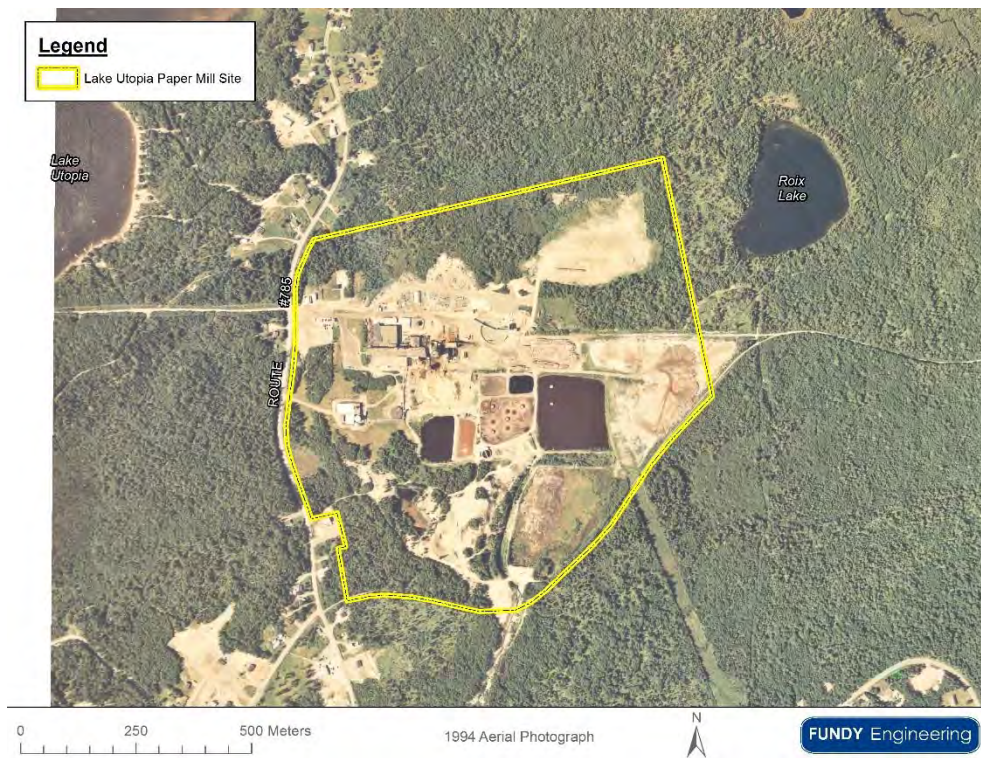 Legend
Lake Utopia Paper Mill Site
Lake
Utopia
Roix
Lake
#785
ROUTE
0 250 500 Meters
1994 Aerial Photograph
N
FUNDY Engineering